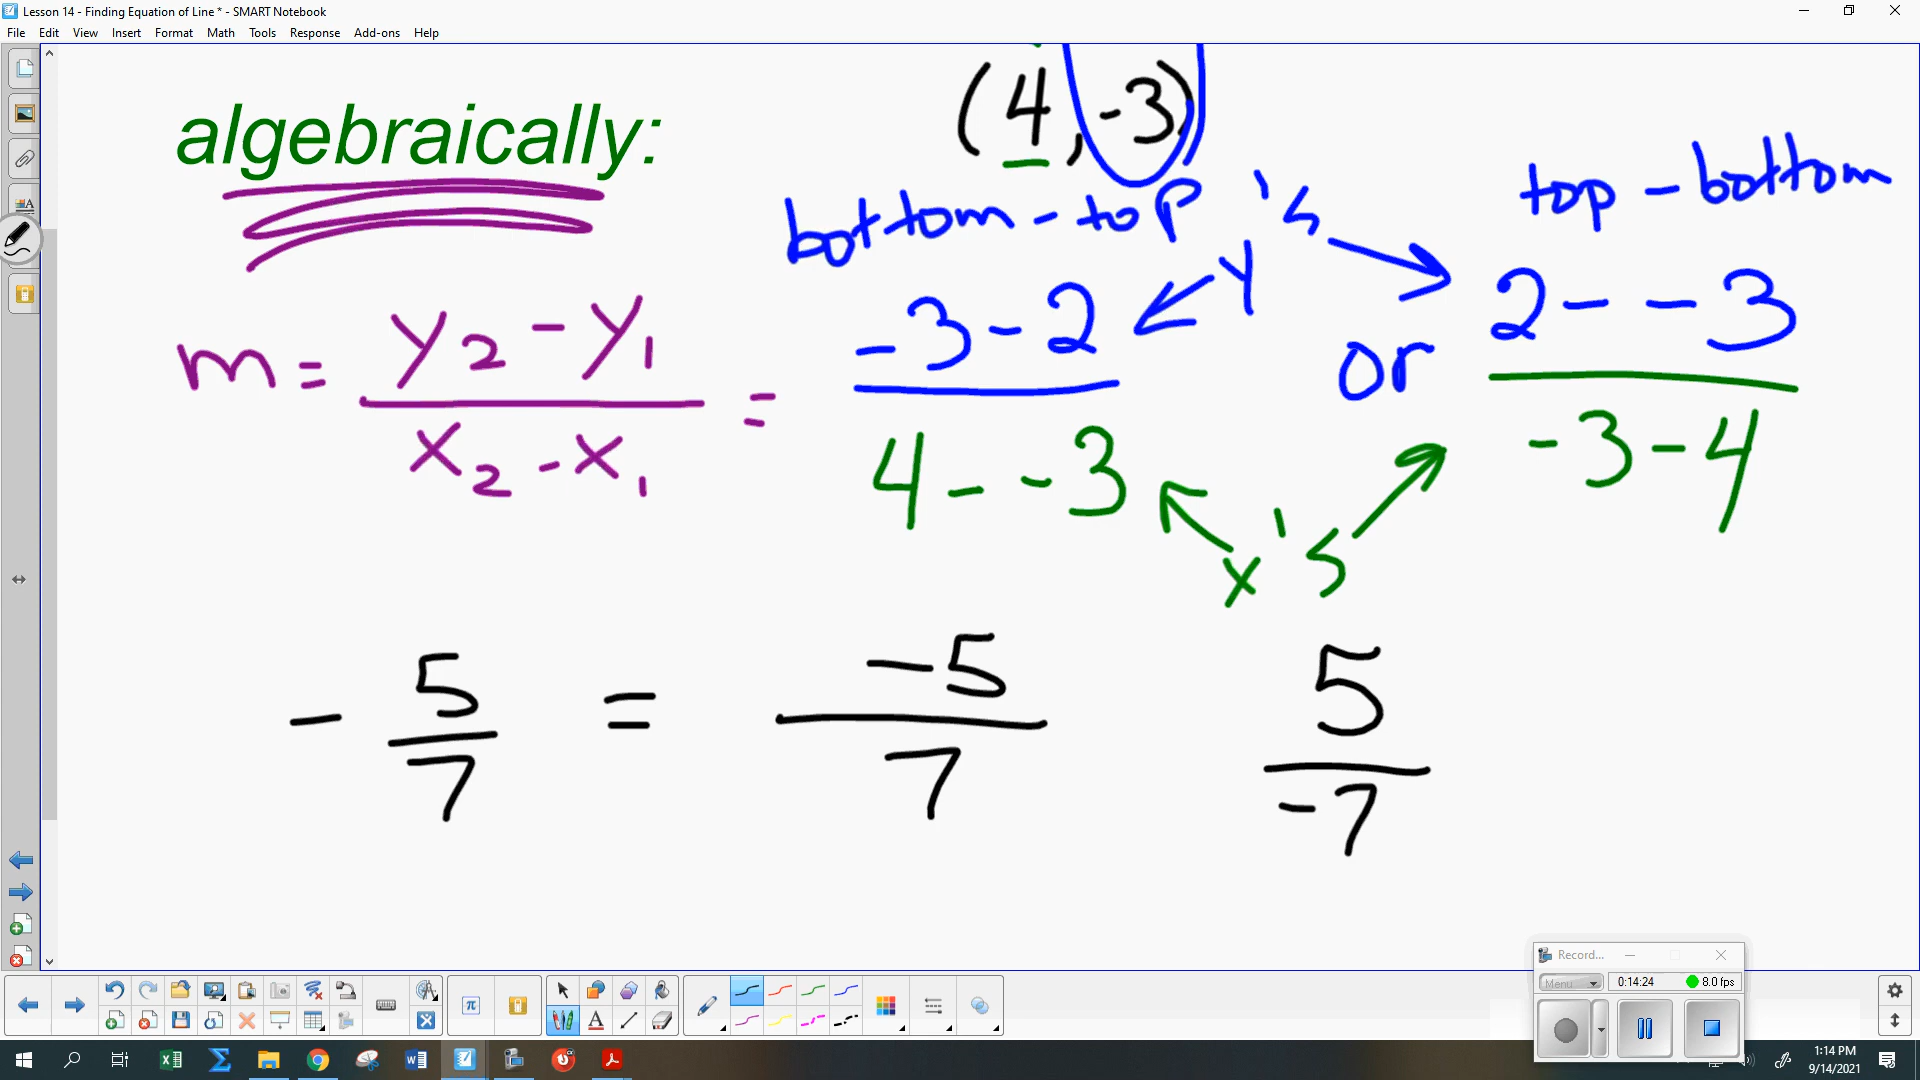 Lesson 14 - Finding Equation of Line * - SMART Notebook
File Edit View Insert Format Math Tools Response Add-ons Help
(4, -3)
algebraically:
bottom - top
top - bottom
y's
m = y₂ - y₁ / x₂ - x₁ = -3 - 2 / 4 - -3 or 2 - -3 / -3 - 4
x's
- 5/7 = -5/7 5/-7
Record...
Menu 0:14:24 8.0 fps
1:14 PM
9/14/2021